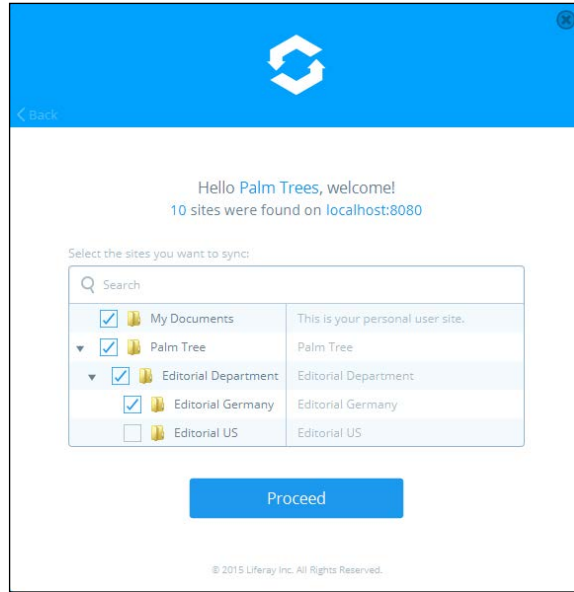 < Back
Hello Palm Trees, welcome!
10 sites were found on localhost:8080
Select the sites you want to sync:
Search
My Documents This is your personal user site.
Palm Tree Palm Tree
Editorial Department Editorial Department
Editorial Germany Editorial Germany
Editorial US Editorial US
Proceed
© 2015 Liferay Inc. All Rights Reserved.